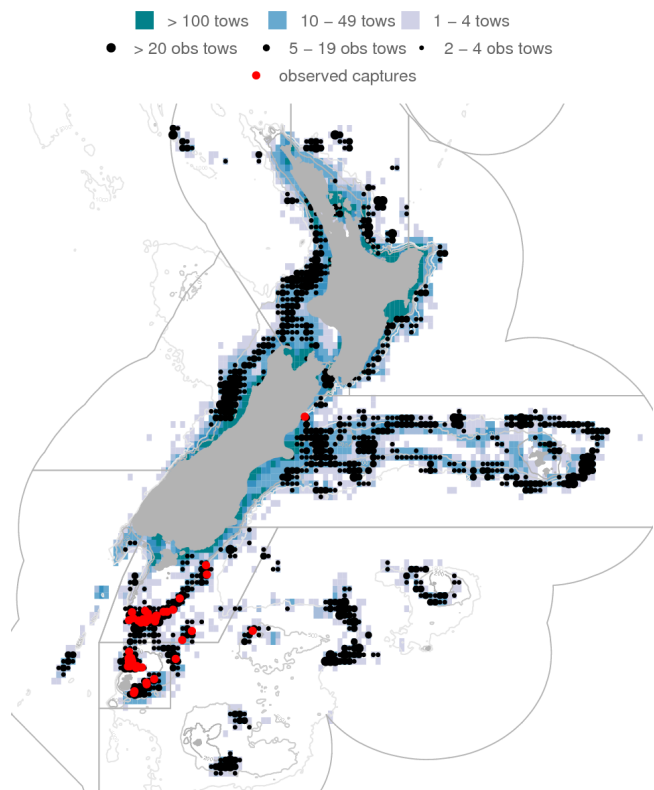 > 100 tows 10 − 49 tows 1 − 4 tows
> 20 obs tows 5 − 19 obs tows 2 − 4 obs tows
observed captures